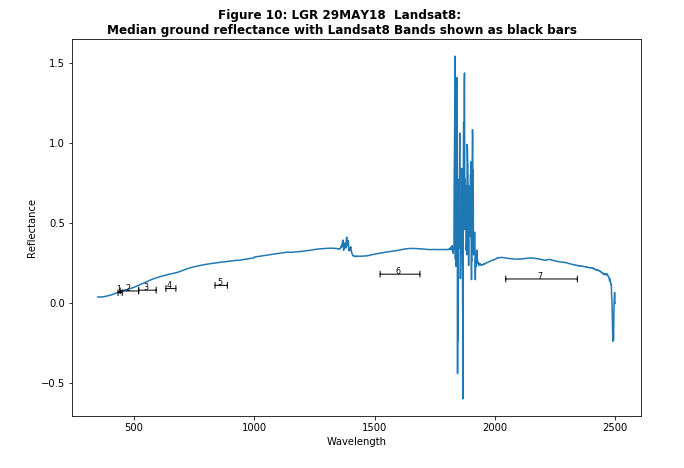 Figure 10: LGR 29MAY18  Landsat8:
Median ground reflectance with Landsat8 Bands shown as black bars
1.5
1.0
0.5
0.0
−0.5
Reflectance
1 2 3 4 5 6 7
500 1000 1500 2000 2500
Wavelength